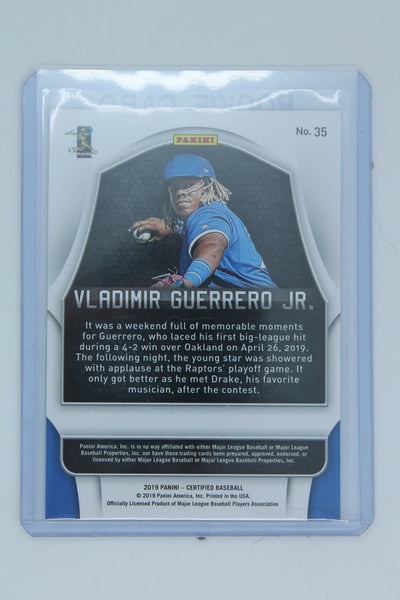 ROOKIE CARD
PANINI
No. 35
VLADIMIR GUERRERO JR.
It was a weekend full of memorable moments
for Guerrero, who laced his first big-league hit
during a 4-2 win over Oakland on April 26, 2019.
The following night, the young star was showered
with applause at the Raptors' playoff game. It
only got better as he met Drake, his favorite
musician, after the contest.
Panini America, Inc. is in no way affiliated with either Major League Baseball or Major League
Baseball Properties, Inc. nor have these trading cards been prepared, approved, endorsed, or
licensed by either Major League Baseball or Major League Baseball Properties, Inc.
2019 PANINI – CERTIFIED BASEBALL
© 2019 Panini America, Inc. Printed in the USA.
Officially Licensed Product of Major League Baseball Players Association